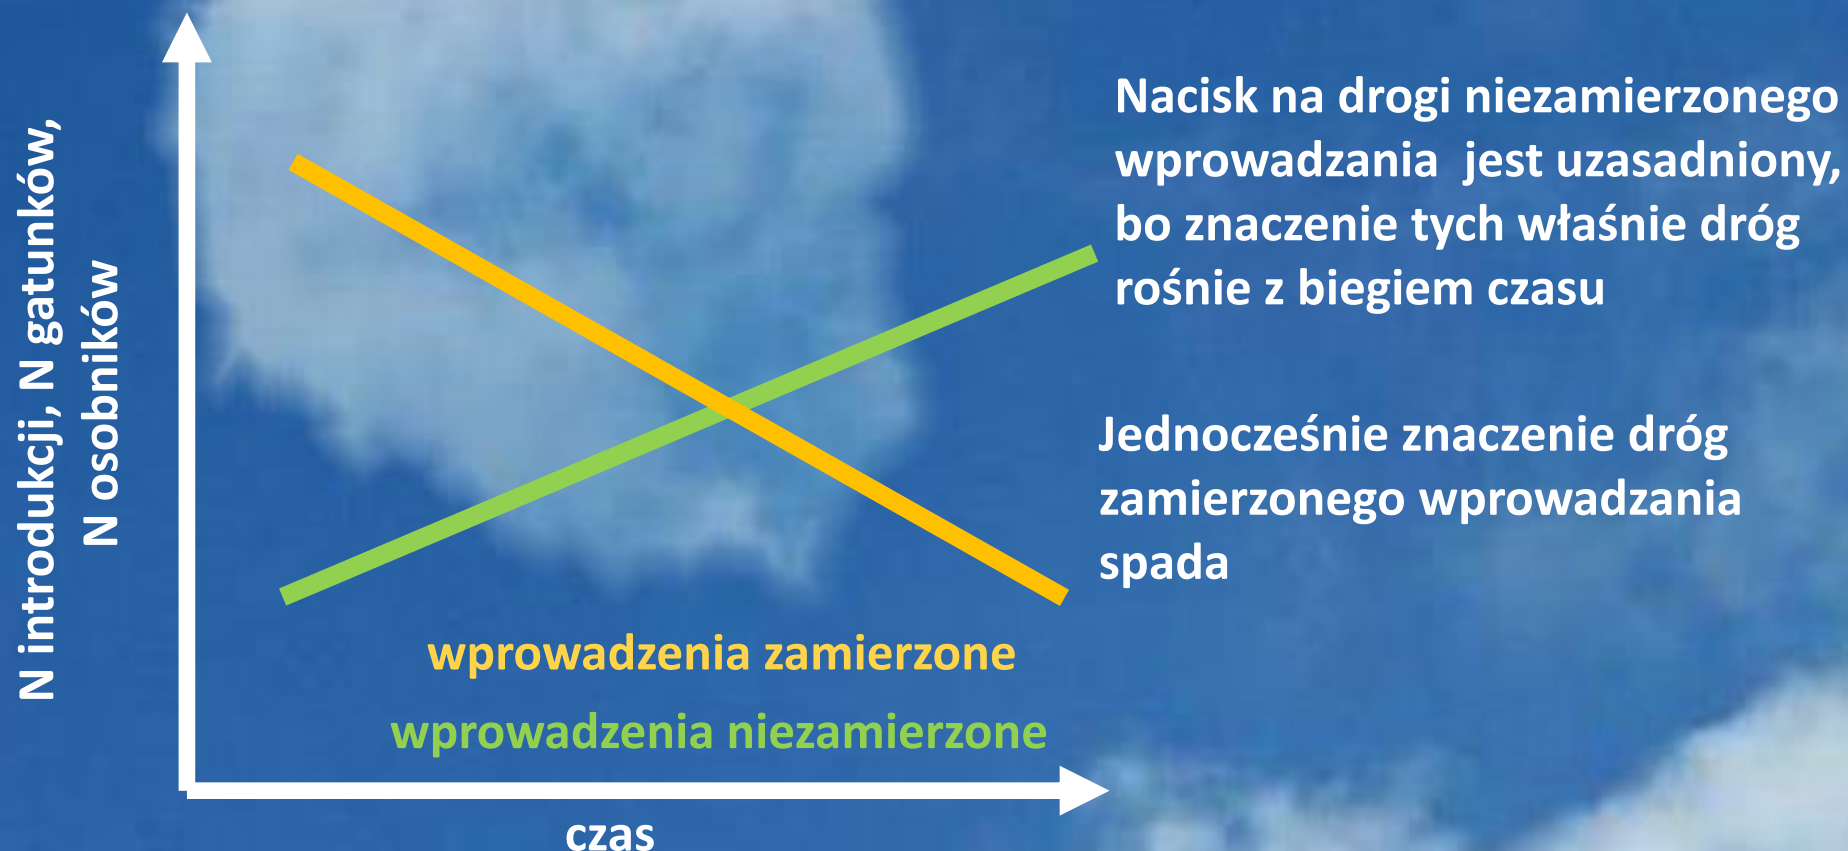 N introdukcji, N gatunków,
N osobników
Nacisk na drogi niezamierzonego
wprowadzania jest uzasadniony,
bo znaczenie tych właśnie dróg
rośnie z biegiem czasu
Jednocześnie znaczenie dróg
zamierzonego wprowadzania
spada
wprowadzenia zamierzone
wprowadzenia niezamierzone
czas